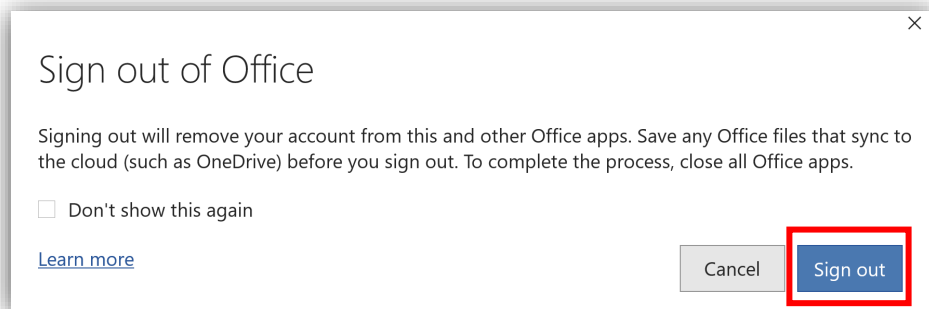 Sign out of Office
Signing out will remove your account from this and other Office apps. Save any Office files that sync to
the cloud (such as OneDrive) before you sign out. To complete the process, close all Office apps.
Don't show this again
Learn more
Cancel
Sign out